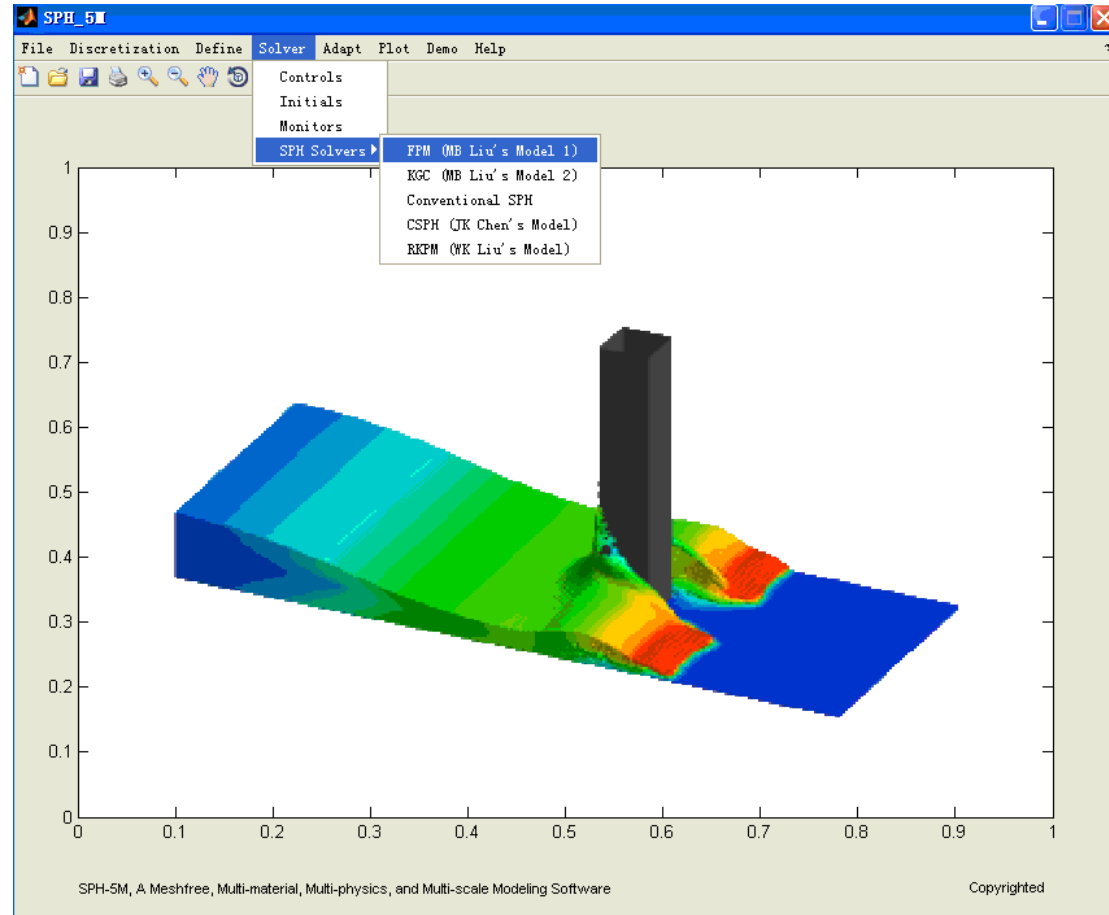 SPH_5M
File Discretization Define Solver Adapt Plot Demo Help
Controls
Initials
Monitors
SPH Solvers
FPM (MB Liu's Model 1)
KGC (MB Liu's Model 2)
Conventional SPH
CSPH (JK Chen's Model)
RKPM (WK Liu's Model)
1
0.9
0.8
0.7
0.6
0.5
0.4
0.3
0.2
0.1
0
0 0.1 0.2 0.3 0.4 0.5 0.6 0.7 0.8 0.9 1
SPH-5M, A Meshfree, Multi-material, Multi-physics, and Multi-scale Modeling Software
Copyrighted